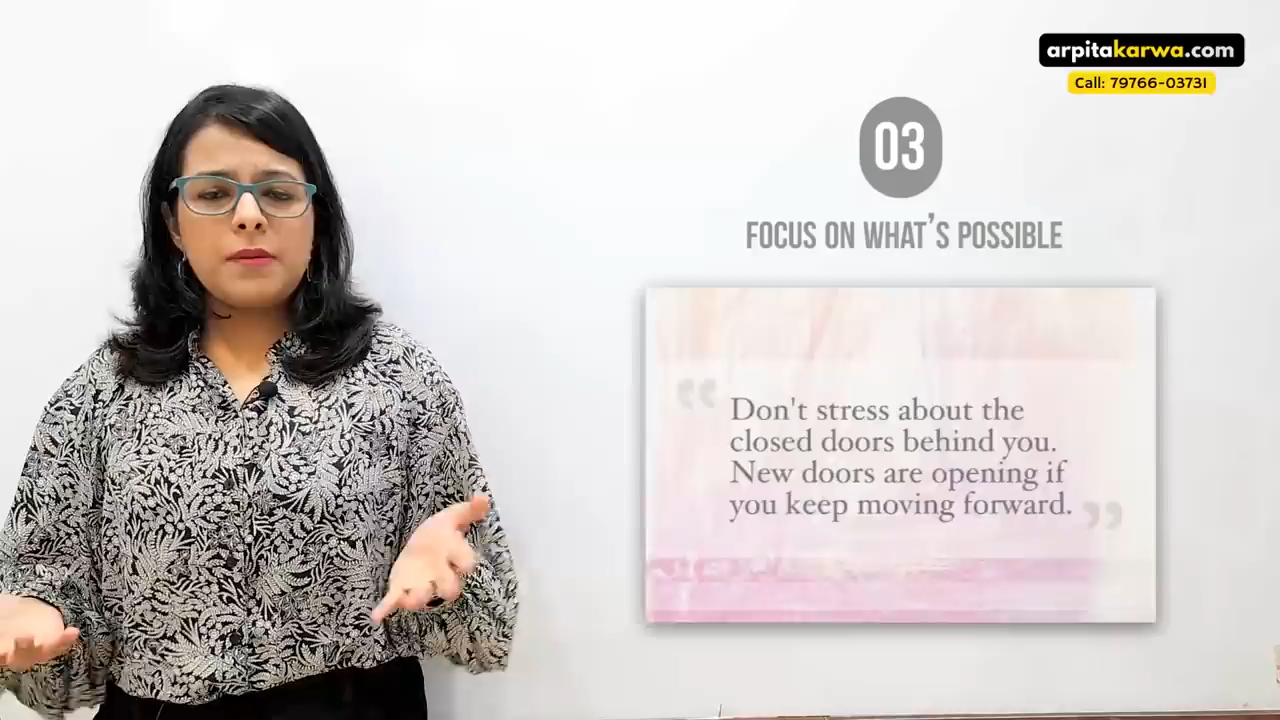 arpitakarwa.com
Call: 79766-03731
03
FOCUS ON WHAT'S POSSIBLE
“ Don't stress about the
closed doors behind you.
New doors are opening if
you keep moving forward. ”